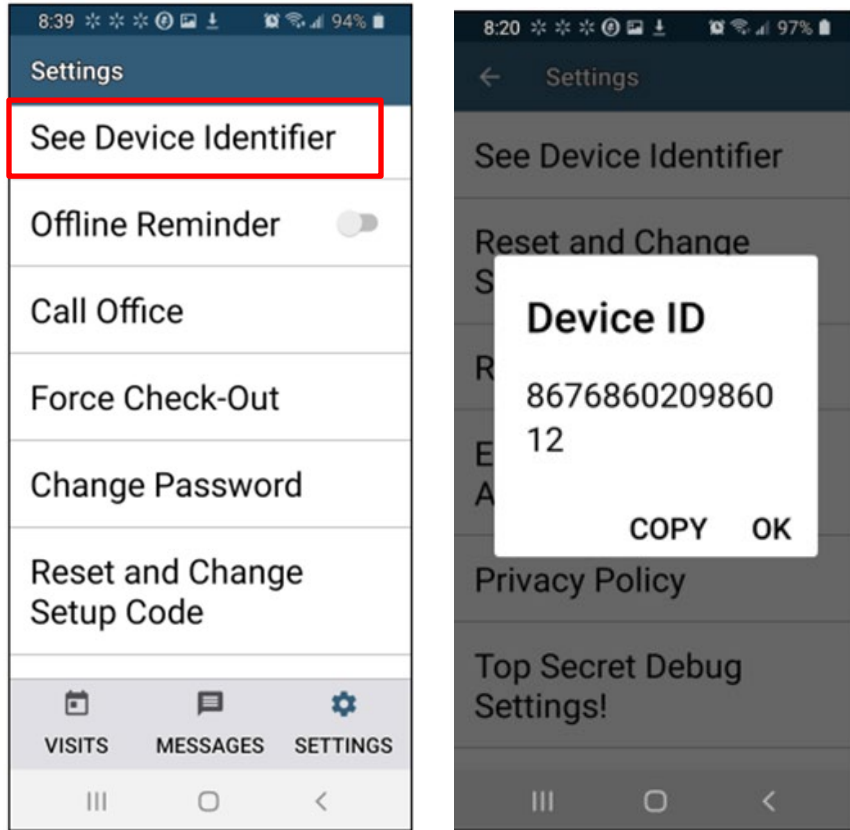 8:39
94%
Settings
See Device Identifier
Offline Reminder
Call Office
Force Check-Out
Change Password
Reset and Change
Setup Code
VISITS MESSAGES SETTINGS
8:20
97%
Settings
See Device Identifier
Reset and Change
S
Device ID
R
8676860209860
12
E
A
COPY OK
Privacy Policy
Top Secret Debug
Settings!